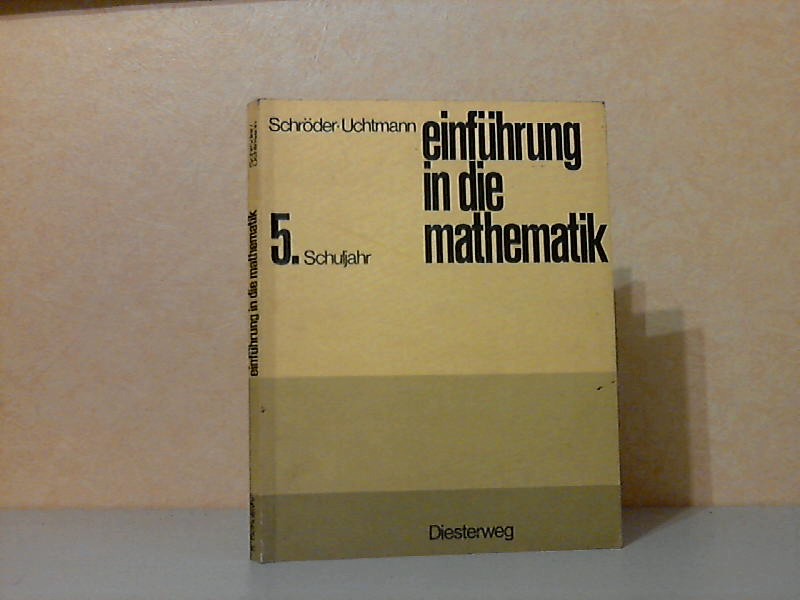 Schröder·Uchtmann
einführung
in die
mathematik
5. Schuljahr
Diesterweg
einführung in die mathematik